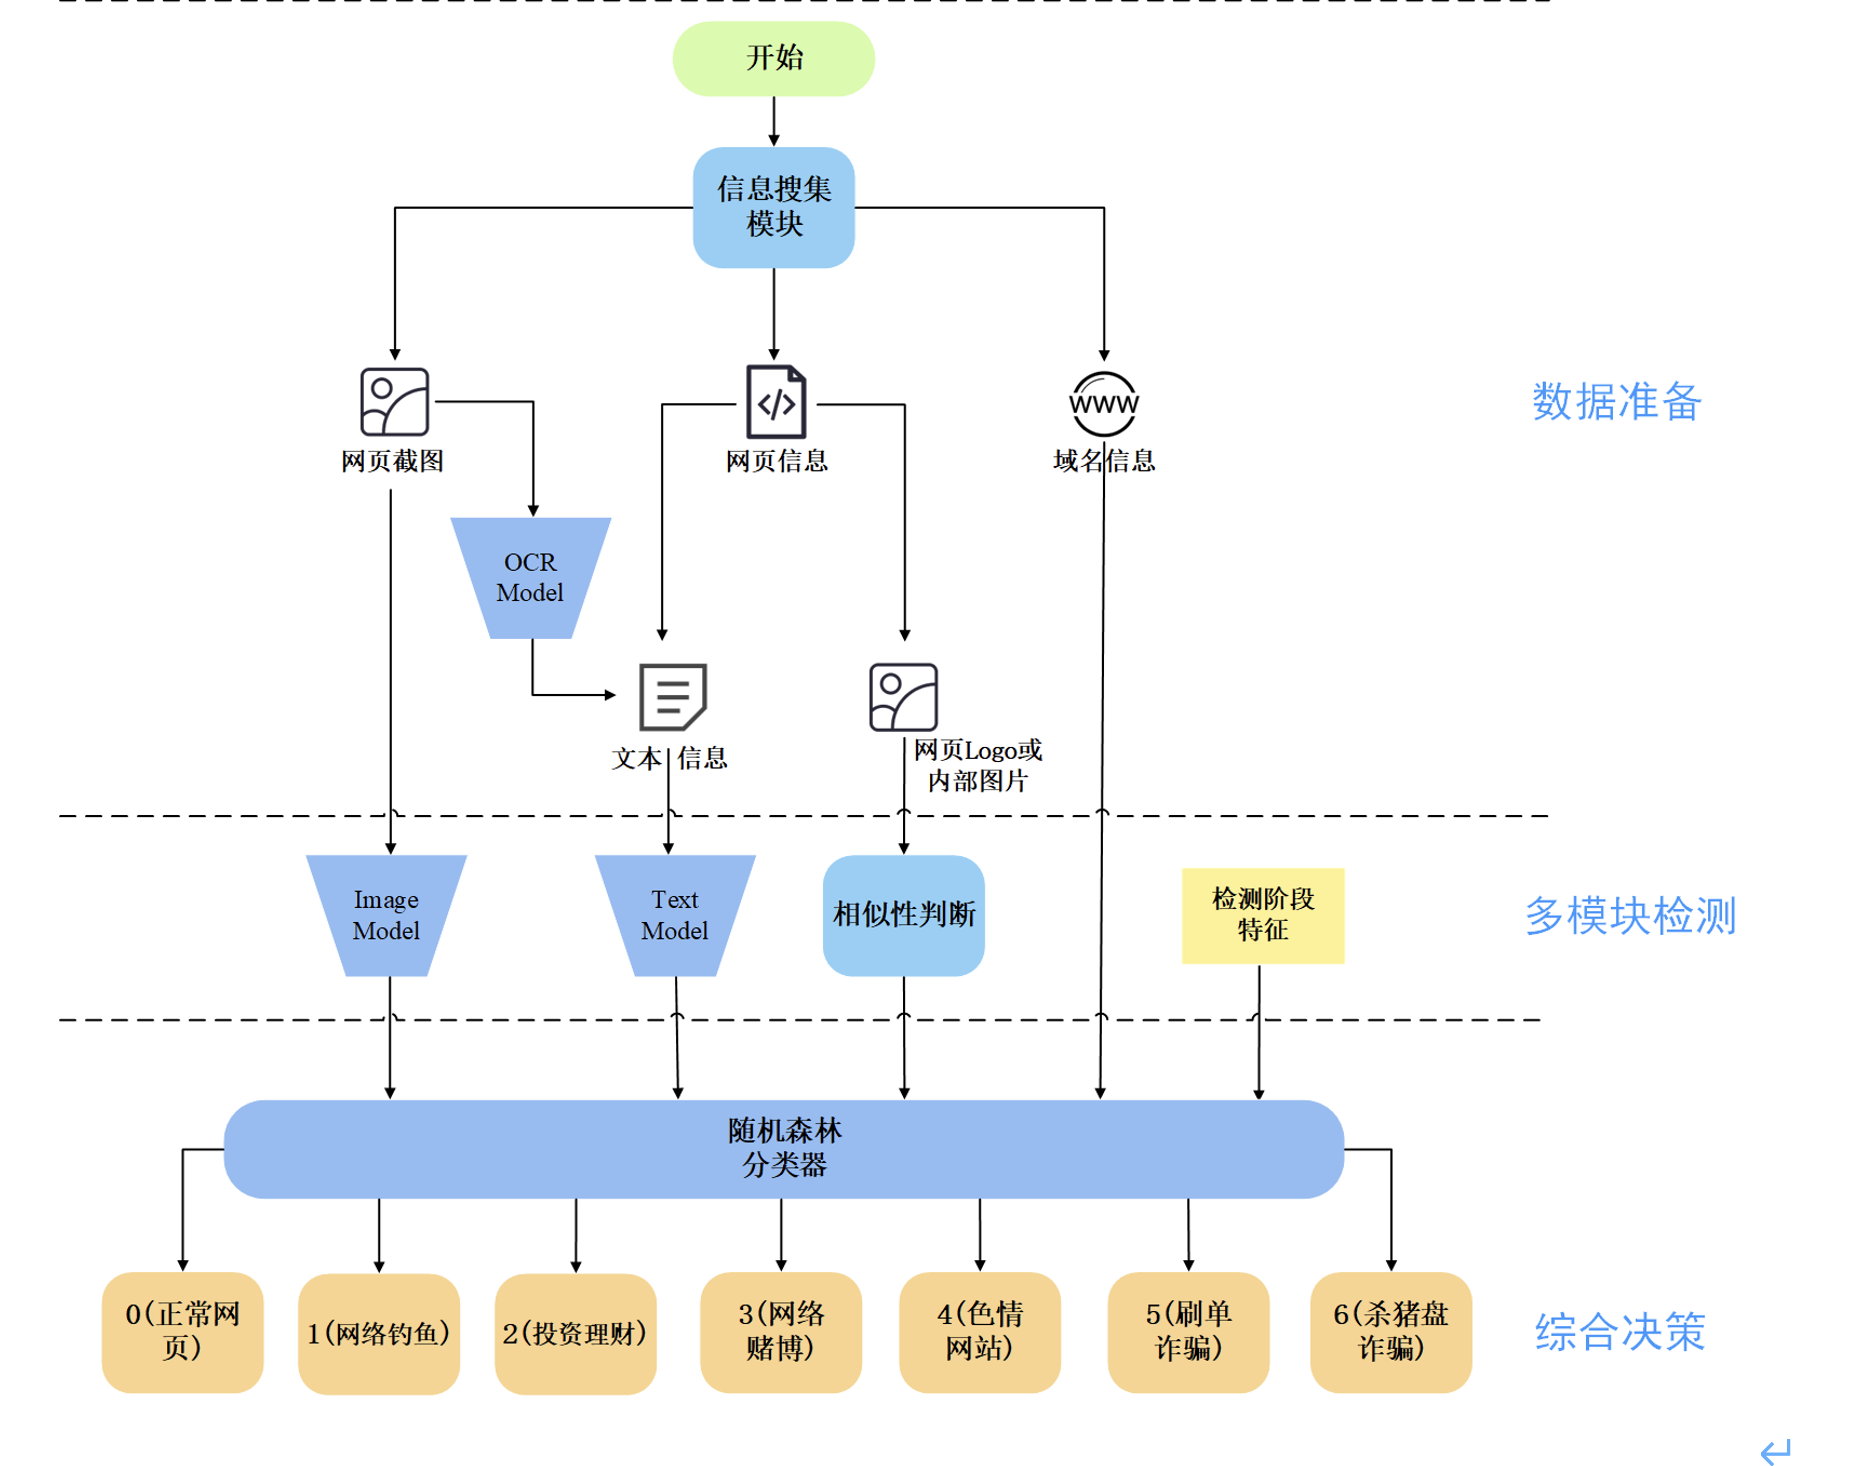 开始
信息搜集
模块
网页截图
网页信息
WWW
域名信息
数据准备
OCR
Model
文本 信息
网页Logo或
内部图片
Image
Model
Text
Model
相似性判断
检测阶段
特征
多模块检测
随机森林
分类器
0(正常网
页)
1(网络钓鱼)
2(投资理财)
3(网络
赌博)
4(色情
网站)
5(刷单
诈骗)
6(杀猪盘
诈骗)
综合决策